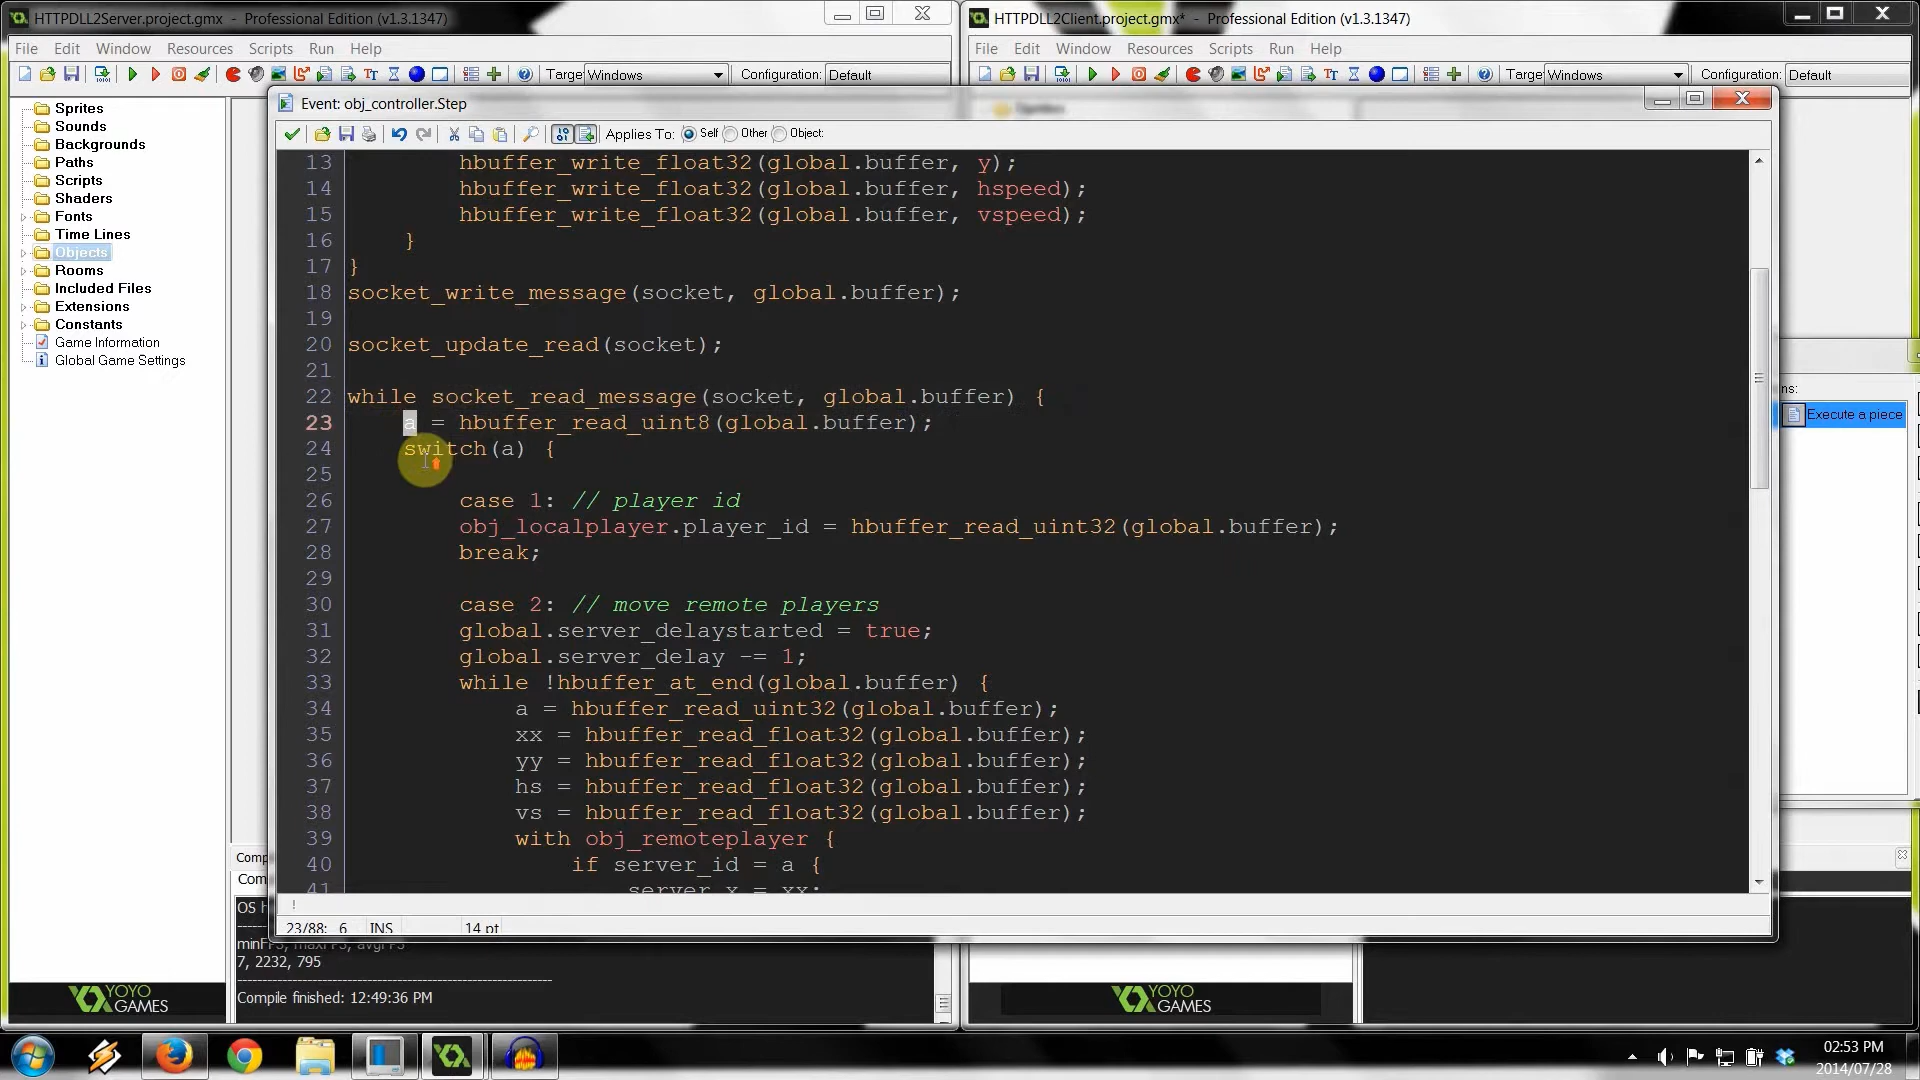 HTTPDLL2Server.project.gmx - Professional Edition (v1.3.1347)
HTTPDLL2Client.project.gmx* - Professional Edition (v1.3.1347)
File Edit Window Resources Scripts Run Help
File Edit Window Resources Scripts Run Help
Targe Windows Configuration: Default
Targe Windows Configuration: Default
Sprites
Sounds
Backgrounds
Paths
Scripts
Shaders
Fonts
Time Lines
Objects
Rooms
Included Files
Extensions
Constants
Game Information
Global Game Settings
Event: obj_controller.Step
Applies To: Self Other Object:
13 hbuffer_write_float32(global.buffer, y);
14 hbuffer_write_float32(global.buffer, hspeed);
15 hbuffer_write_float32(global.buffer, vspeed);
16 }
17 }
18 socket_write_message(socket, global.buffer);
19
20 socket_update_read(socket);
21
22 while socket_read_message(socket, global.buffer) {
23 a = hbuffer_read_uint8(global.buffer);
24 switch(a) {
25
26 case 1: // player id
27 obj_localplayer.player_id = hbuffer_read_uint32(global.buffer);
28 break;
29
30 case 2: // move remote players
31 global.server_delaystarted = true;
32 global.server_delay -= 1;
33 while !hbuffer_at_end(global.buffer) {
34 a = hbuffer_read_uint32(global.buffer);
35 xx = hbuffer_read_float32(global.buffer);
36 yy = hbuffer_read_float32(global.buffer);
37 hs = hbuffer_read_float32(global.buffer);
38 vs = hbuffer_read_float32(global.buffer);
39 with obj_remoteplayer {
40 if server_id = a {
41 server_x = xx;
!
23/88: 6 INS 14 pt
ns:
Execute a piece
Compi
Com
OS H
minFPS, maxFPS, avgFPS
7, 2232, 795
Compile finished: 12:49:36 PM
YOYO GAMES
YOYO GAMES
02:53 PM
2014/07/28